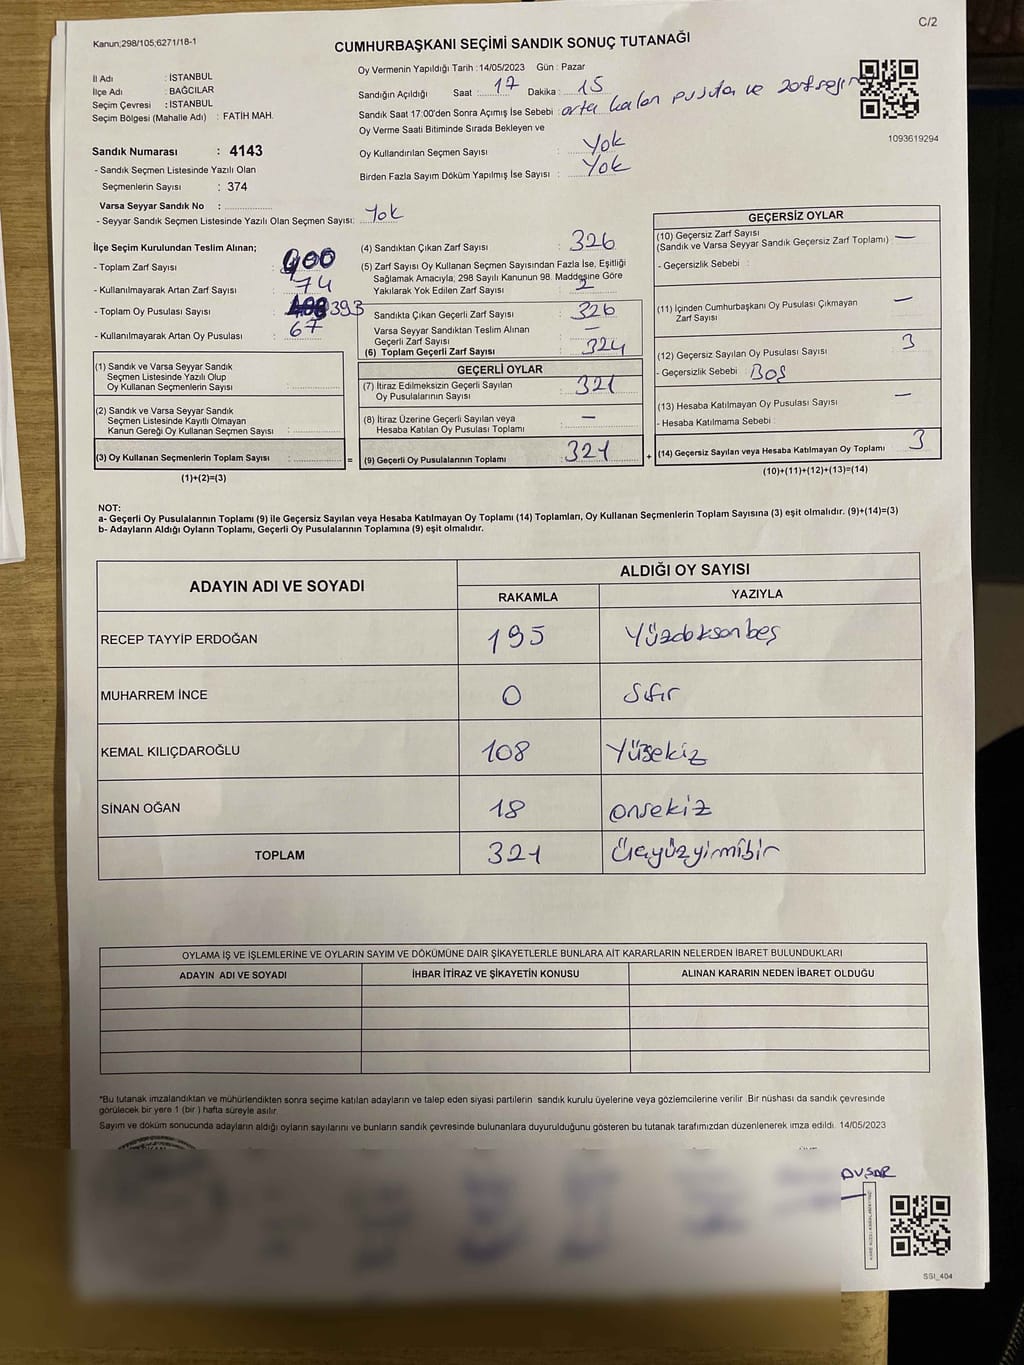 C/2
Kanun;298/105;6271/18-1
CUMHURBAŞKANI SEÇİMİ SANDIK SONUÇ TUTANAĞI
İl Adı : İSTANBUL
İlçe Adı : BAĞCILAR
Seçim Çevresi : İSTANBUL
Seçim Bölgesi (Mahalle Adı) : FATİH MAH.
Oy Vermenin Yapıldığı Tarih :14/05/2023 Gün : Pazar
Sandığın Açıldığı Saat :.... 17 Dakika : 15
Sandık Saat 17:00'den Sonra Açımış İse Sebebi : arta kalan pusula ve zarf sayımı
Oy Verme Saati Bitiminde Sırada Bekleyen ve
Oy Kullandırılan Seçmen Sayısı : Yok
Birden Fazla Sayım Döküm Yapılmış İse Sayısı : Yok
1093619294
Sandık Numarası : 4143
- Sandık Seçmen Listesinde Yazılı Olan
Seçmenlerin Sayısı : 374
Varsa Seyyar Sandık No :
- Seyyar Sandık Seçmen Listesinde Yazılı Olan Seçmen Sayısı: Yok
İlçe Seçim Kurulundan Teslim Alınan;
- Toplam Zarf Sayısı : 400
- Kullanılmayarak Artan Zarf Sayısı : 74
- Toplam Oy Pusulası Sayısı : 393
- Kullanılmayarak Artan Oy Pusulası : 67
(1) Sandık ve Varsa Seyyar Sandık
Seçmen Listesinde Yazılı Olup
Oy Kullanan Seçmenlerin Sayısı :
(2) Sandık ve Varsa Seyyar Sandık
Seçmen Listesinde Kayıtlı Olmayan
Kanun Gereği Oy Kullanan Seçmen Sayısı :
(3) Oy Kullanan Seçmenlerin Toplam Sayısı : =
(1)+(2)=(3)
(4) Sandıktan Çıkan Zarf Sayısı : 326
(5) Zarf Sayısı Oy Kullanan Seçmen Sayısından Fazla İse, Eşitliği
Sağlamak Amacıyla, 298 Sayılı Kanunun 98. Maddesine Göre
Yakılarak Yok Edilen Zarf Sayısı : 2
Sandıkta Çıkan Geçerli Zarf Sayısı : 326
Varsa Seyyar Sandıktan Teslim Alınan
Geçerli Zarf Sayısı : —
(6) Toplam Geçerli Zarf Sayısı : 324
GEÇERLİ OYLAR
(7) İtiraz Edilmeksizin Geçerli Sayılan
Oy Pusulalarının Sayısı : 321
(8) İtiraz Üzerine Geçerli Sayılan veya
Hesaba Katılan Oy Pusulası Toplamı : —
(9) Geçerli Oy Pusulalarının Toplamı : 321 +
GEÇERSİZ OYLAR
(10) Geçersiz Zarf Sayısı
(Sandık ve Varsa Seyyar Sandık Geçersiz Zarf Toplamı) : —
- Geçersizlik Sebebi :
(11) İçinden Cumhurbaşkanı Oy Pusulası Çıkmayan
Zarf Sayısı : —
(12) Geçersiz Sayılan Oy Pusulası Sayısı : 3
- Geçersizlik Sebebi : BOŞ
(13) Hesaba Katılmayan Oy Pusulası Sayısı : —
- Hesaba Katılmama Sebebi :
(14) Geçersiz Sayılan veya Hesaba Katılmayan Oy Toplamı : 3
(10)+(11)+(12)+(13)=(14)
NOT:
a- Geçerli Oy Pusulalarının Toplamı (9) ile Geçersiz Sayılan veya Hesaba Katılmayan Oy Toplamı (14) Toplamları, Oy Kullanan Seçmenlerin Toplam Sayısına (3) eşit olmalıdır. (9)+(14)=(3)
b- Adayların Aldığı Oyların Toplamı, Geçerli Oy Pusulalarının Toplamına (9) eşit olmalıdır.
ADAYIN ADI VE SOYADI ALDIĞI OY SAYISI
RAKAMLA YAZIYLA
RECEP TAYYİP ERDOĞAN 195 Yüzdoksanbeş
MUHARREM İNCE 0 Sıfır
KEMAL KILIÇDAROĞLU 108 Yüzsekiz
SİNAN OĞAN 18 onsekiz
TOPLAM 321 Üçyüzyirmibir
OYLAMA İŞ VE İŞLEMLERİNE VE OYLARIN SAYIM VE DÖKÜMÜNE DAİR ŞİKAYETLERLE BUNLARA AİT KARARLARIN NELERDEN İBARET BULUNDUKLARI
ADAYIN ADI VE SOYADI İHBAR İTİRAZ VE ŞİKAYETİN KONUSU ALINAN KARARIN NEDEN İBARET OLDUĞU
*Bu tutanak imzalandıktan ve mühürlendikten sonra seçime katılan adayların ve talep eden siyasi partilerin sandık kurulu üyelerine veya gözlemcilerine verilir. Bir nüshası da sandık çevresinde
görülecek bir yere 1 (bir ) hafta süreyle asılır.
Sayım ve döküm sonucunda adayların aldığı oyların sayılarını ve bunların sandık çevresinde bulunanlara duyurulduğunu gösteren bu tutanak tarafımızdan düzenlenerek imza edildi. 14/05/2023
AVŞAR
SSI_404